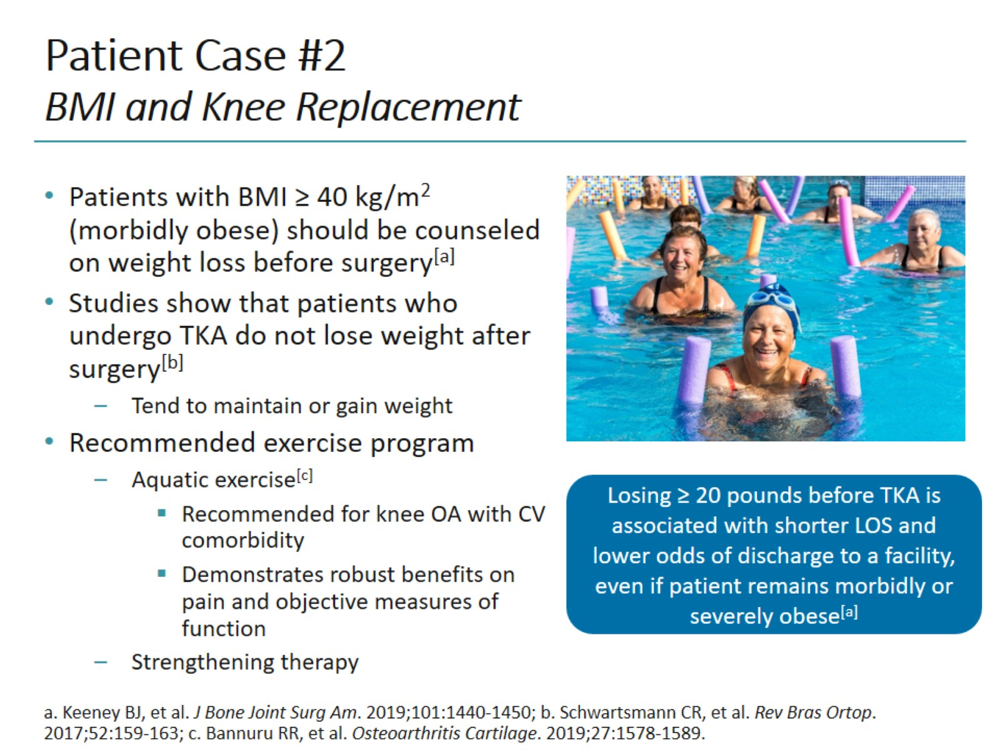 Patient Case #2
BMI and Knee Replacement
• Patients with BMI ≥ 40 kg/m²
(morbidly obese) should be counseled
on weight loss before surgery[a]
• Studies show that patients who
undergo TKA do not lose weight after
surgery[b]
– Tend to maintain or gain weight
• Recommended exercise program
– Aquatic exercise[c]
▪ Recommended for knee OA with CV
comorbidity
▪ Demonstrates robust benefits on
pain and objective measures of
function
– Strengthening therapy
Losing ≥ 20 pounds before TKA is
associated with shorter LOS and
lower odds of discharge to a facility,
even if patient remains morbidly or
severely obese[a]
a. Keeney BJ, et al. J Bone Joint Surg Am. 2019;101:1440-1450; b. Schwartsmann CR, et al. Rev Bras Ortop.
2017;52:159-163; c. Bannuru RR, et al. Osteoarthritis Cartilage. 2019;27:1578-1589.